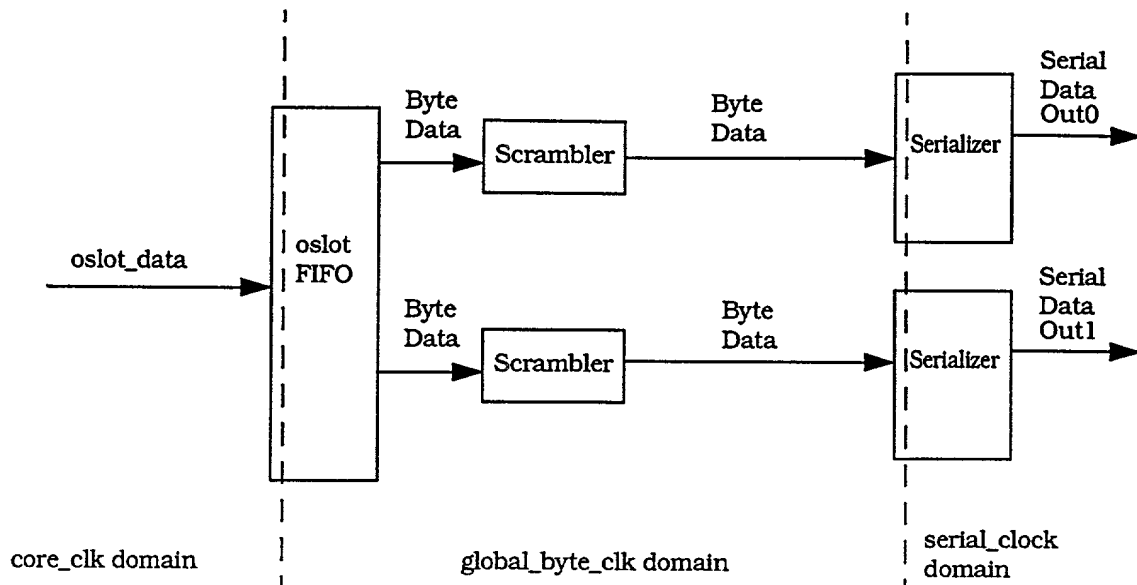 Serial
Data
Out0
Byte
Data
Byte
Data
Scrambler
Serializer
oslot_data
oslot
FIFO
Byte
Data
Byte
Data
Serial
Data
Out1
Scrambler
Serializer
core_clk domain
global_byte_clk domain
serial_clock
domain